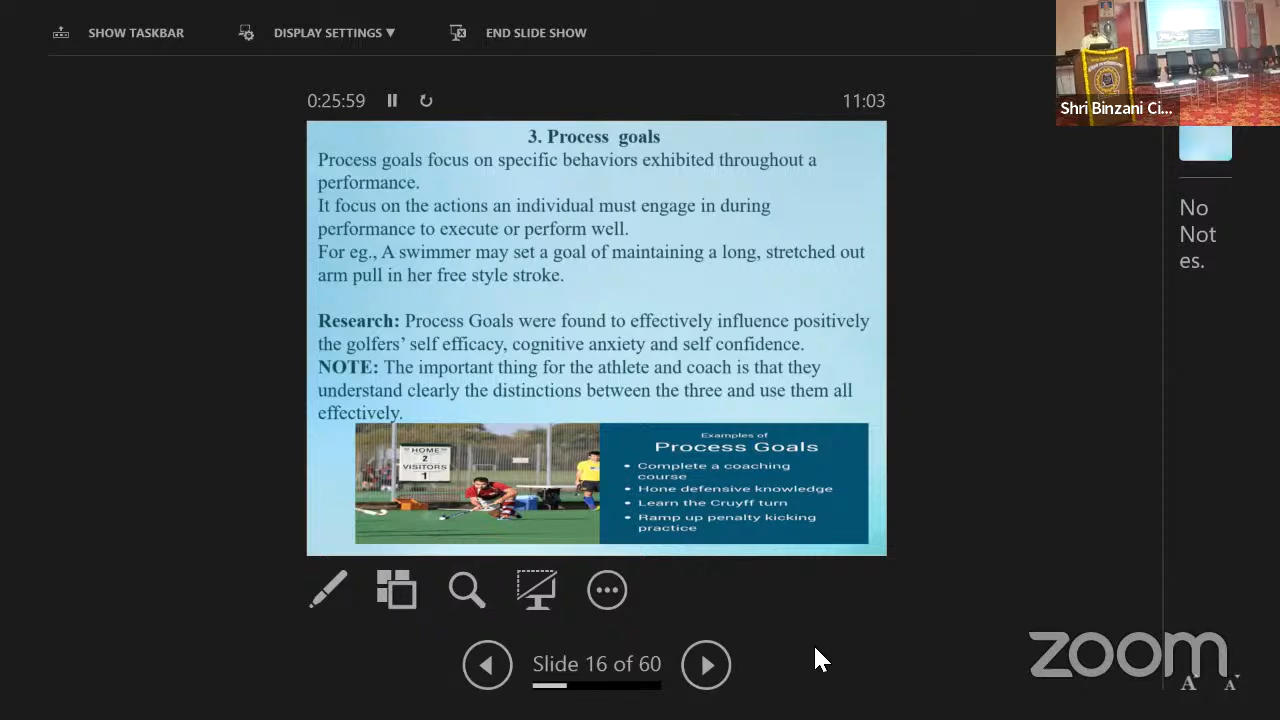 SHOW TASKBAR
DISPLAY SETTINGS ▼
END SLIDE SHOW
Shri Binzani Ci...
0:25:59
11:03
3. Process goals
Process goals focus on specific behaviors exhibited throughout a
performance.
It focus on the actions an individual must engage in during
performance to execute or perform well.
For eg., A swimmer may set a goal of maintaining a long, stretched out
arm pull in her free style stroke.
Research: Process Goals were found to effectively influence positively
the golfers' self efficacy, cognitive anxiety and self confidence.
NOTE: The important thing for the athlete and coach is that they
understand clearly the distinctions between the three and use them all
effectively.
HOME
2
VISITORS
1
Examples of
Process Goals
• Complete a coaching
course
• Hone defensive knowledge
• Learn the Cruyff turn
• Ramp up penalty kicking
practice
No
Not
es.
Slide 16 of 60
zoom
A A